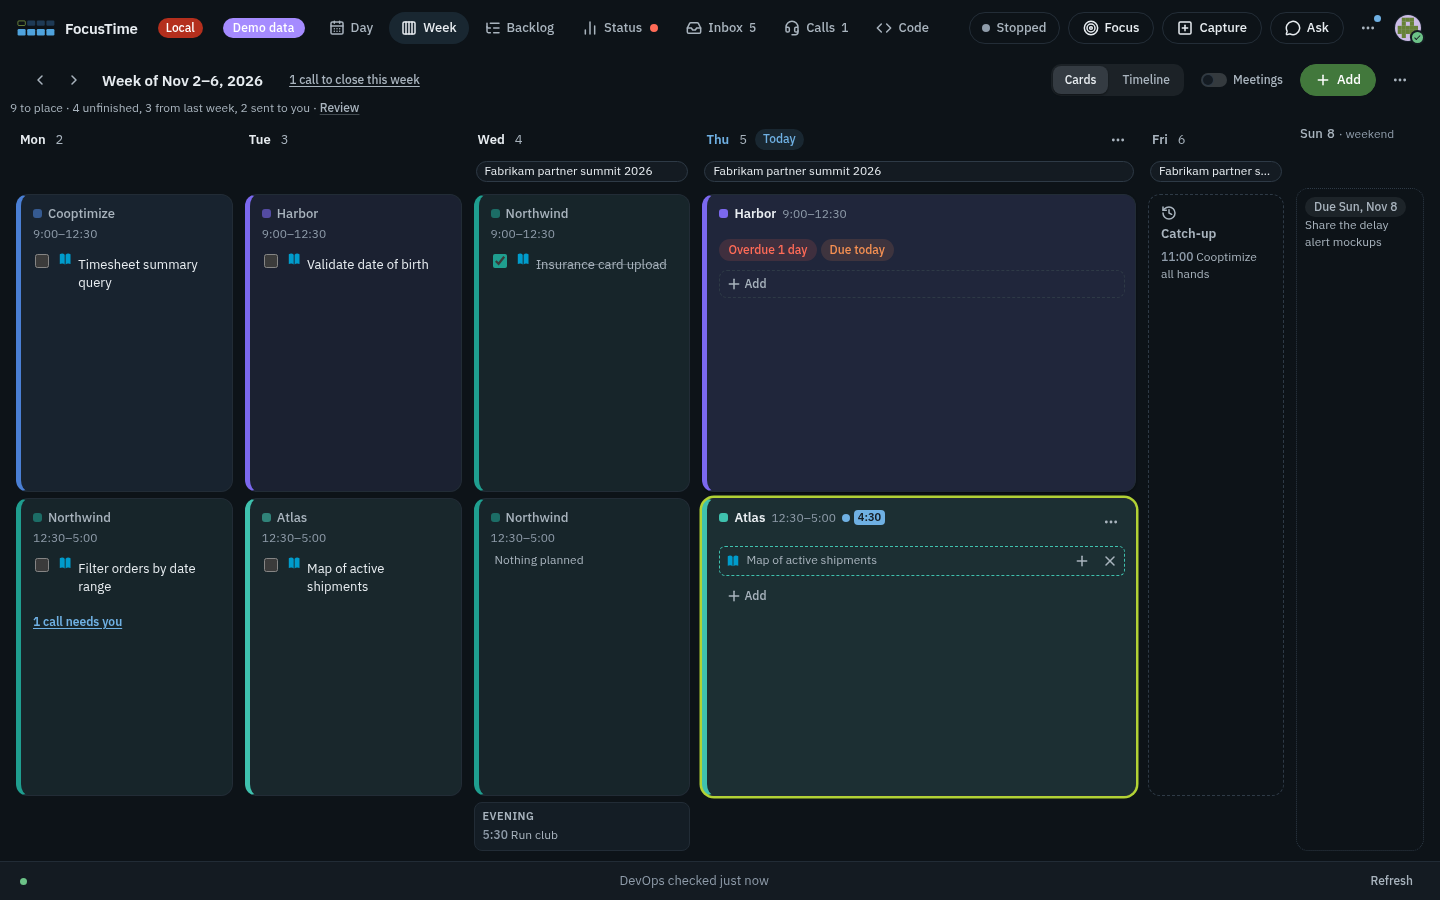 FocusTime
Local
Demo data
Day
Week
Backlog
Status
Inbox 5
Calls 1
Code
Stopped
Focus
Capture
Ask
Week of Nov 2–6, 2026
1 call to close this week
Cards
Timeline
Meetings
Add
9 to place · 4 unfinished, 3 from last week, 2 sent to you · Review
Mon 2
Tue 3
Wed 4
Thu 5 Today
Fri 6
Sun 8 · weekend
Fabrikam partner summit 2026
Fabrikam partner summit 2026
Fabrikam partner s...
Cooptimize
9:00–12:30
Timesheet summary
query
Harbor
9:00–12:30
Validate date of birth
Northwind
9:00–12:30
Insurance card upload
Harbor 9:00–12:30
Overdue 1 day
Due today
Add
Catch-up
11:00 Cooptimize
all hands
Due Sun, Nov 8
Share the delay
alert mockups
Northwind
12:30–5:00
Filter orders by date
range
1 call needs you
Atlas
12:30–5:00
Map of active
shipments
Northwind
12:30–5:00
Nothing planned
Atlas 12:30–5:00 4:30
Map of active shipments
Add
EVENING
5:30 Run club
DevOps checked just now
Refresh